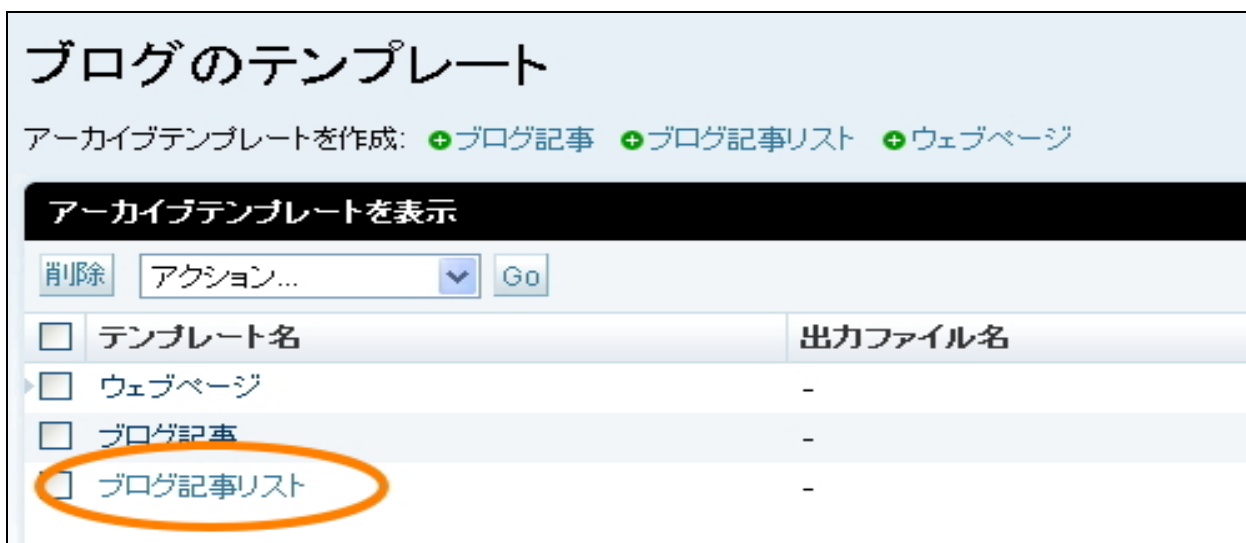 ブログのテンプレート
アーカイブテンプレートを作成: ブログ記事 ブログ記事リスト ウェブページ
アーカイブテンプレートを表示
削除 アクション... Go
テンプレート名 出力ファイル名
ウェブページ -
ブログ記事 -
ブログ記事リスト -